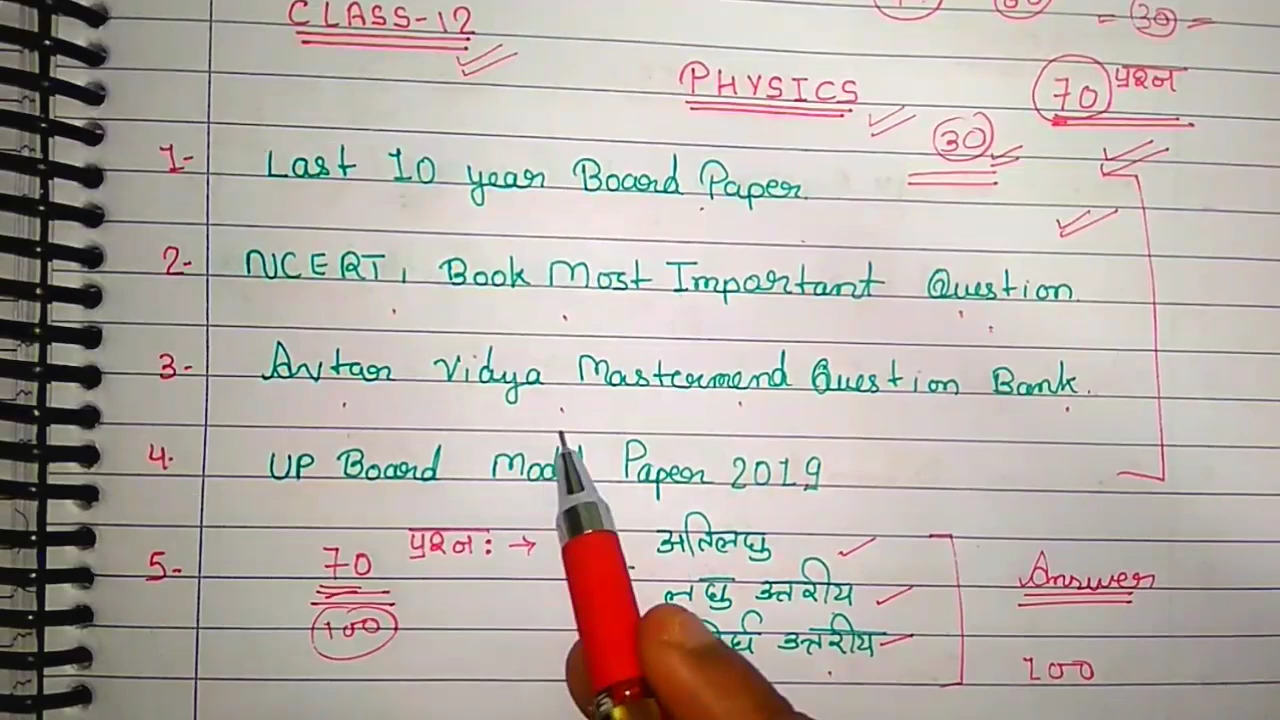 CLASS-12
30
PHYSICS
70 प्रश्न
30
1- Last 10 year Board Paper
2- NCERT, Book Most Important Question
3- Avtar Vidya Mastermend Question Bank.
4. UP Board Paper 2019
5- 70 प्रश्न : → अतिलघु
100
लघु उत्तरीय
उत्तरीय
Answer
100